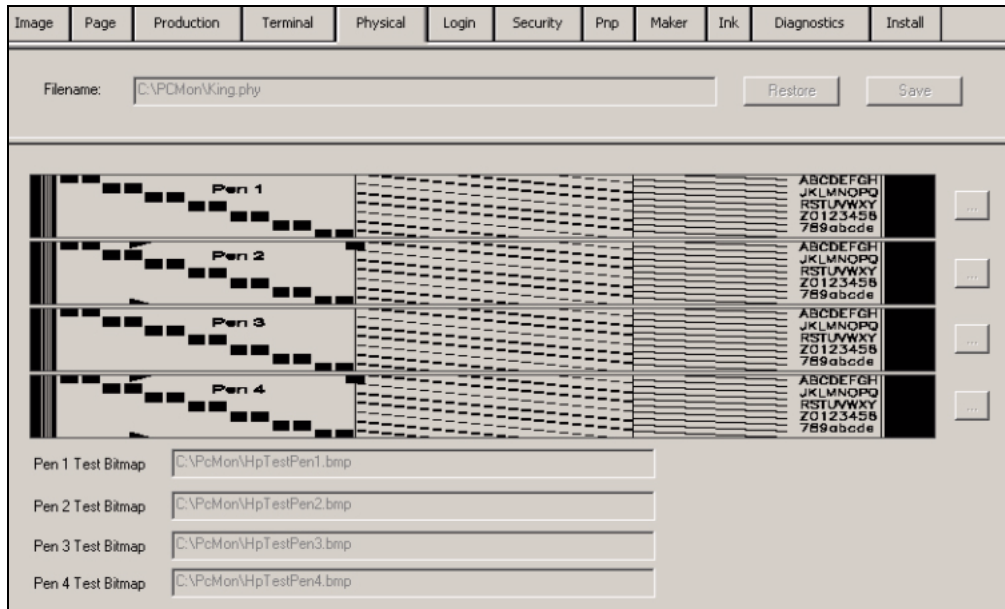 Image Page Production Terminal Physical Login Security Pnp Maker Ink Diagnostics Install
Filename: C:\PCMon\King.phy Restore Save
Pen 1
ABCDEFGH
JKLMNOPQ
RSTUVWXY
Z0123456
789abcde
...
Pen 2
ABCDEFGH
JKLMNOPQ
RSTUVWXY
Z0123456
789abcde
...
Pen 3
ABCDEFGH
JKLMNOPQ
RSTUVWXY
Z0123456
789abcde
...
Pen 4
ABCDEFGH
JKLMNOPQ
RSTUVWXY
Z0123456
789abcde
...
Pen 1 Test Bitmap C:\PcMon\HpTestPen1.bmp
Pen 2 Test Bitmap C:\PcMon\HpTestPen2.bmp
Pen 3 Test Bitmap C:\PcMon\HpTestPen3.bmp
Pen 4 Test Bitmap C:\PcMon\HpTestPen4.bmp